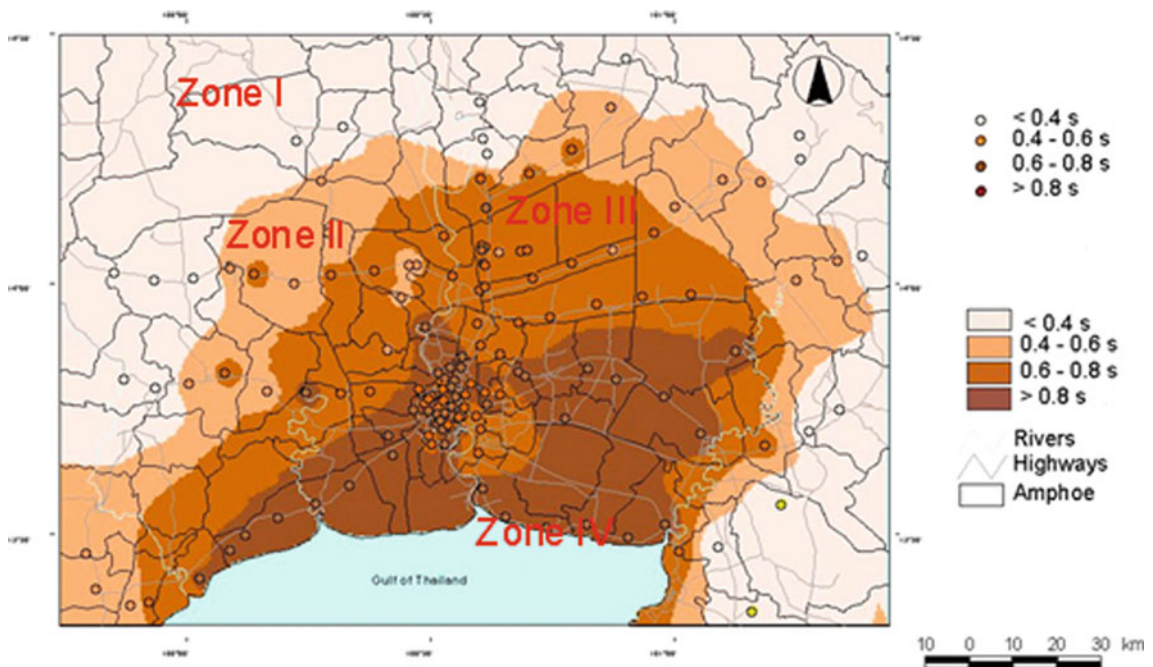 Zone I
Zone II
Zone III
Zone IV
Gulf of Thailand
< 0.4 s
0.4 - 0.6 s
0.6 - 0.8 s
> 0.8 s
< 0.4 s
0.4 - 0.6 s
0.6 - 0.8 s
> 0.8 s
Rivers
Highways
Amphoe
10 0 10 20 30 km